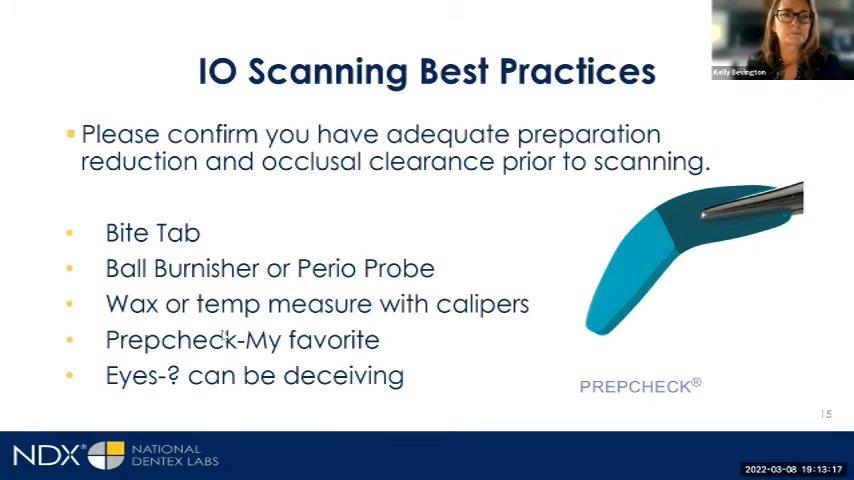 Kelly Bevington
IO Scanning Best Practices
Please confirm you have adequate preparation
reduction and occlusal clearance prior to scanning.
Bite Tab
Ball Burnisher or Perio Probe
Wax or temp measure with calipers
Prepcheck-My favorite
Eyes-? can be deceiving
PREPCHECK®
15
NDX® NATIONAL
DENTEX LABS
2022-03-08 19:13:17